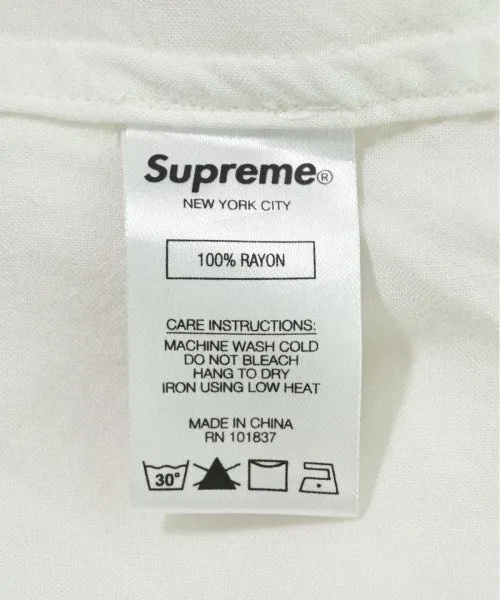 Supreme®
NEW YORK CITY
100% RAYON
CARE INSTRUCTIONS:
MACHINE WASH COLD
DO NOT BLEACH
HANG TO DRY
IRON USING LOW HEAT
MADE IN CHINA
RN 101837
30°